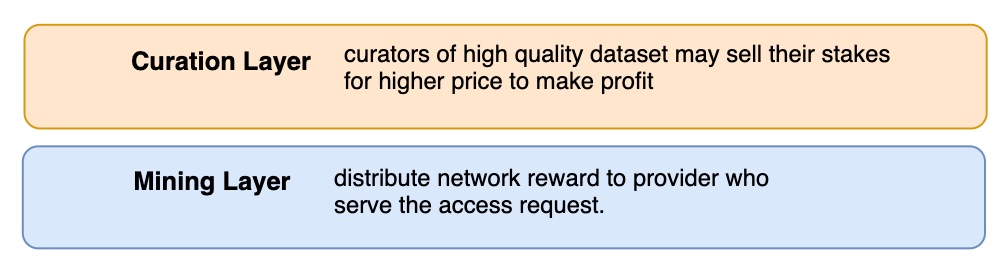 Curation Layer
curators of high quality dataset may sell their stakes
for higher price to make profit
Mining Layer
distribute network reward to provider who
serve the access request.